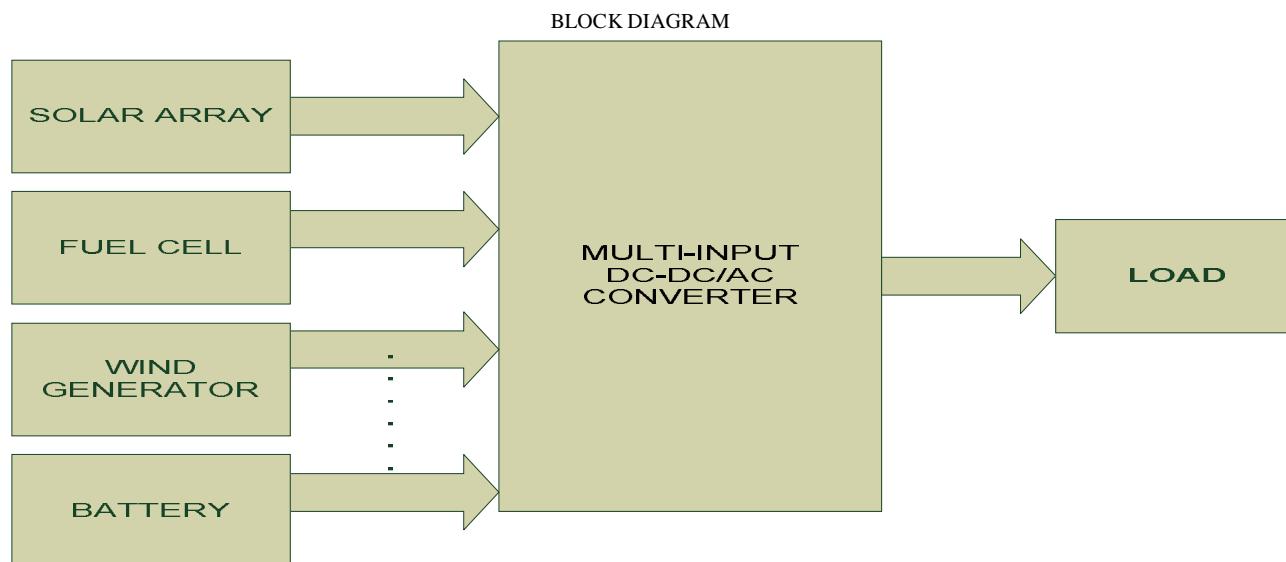 BLOCK DIAGRAM
SOLAR ARRAY
FUEL CELL
WIND
GENERATOR
BATTERY
MULTI-INPUT
DC-DC/AC
CONVERTER
LOAD